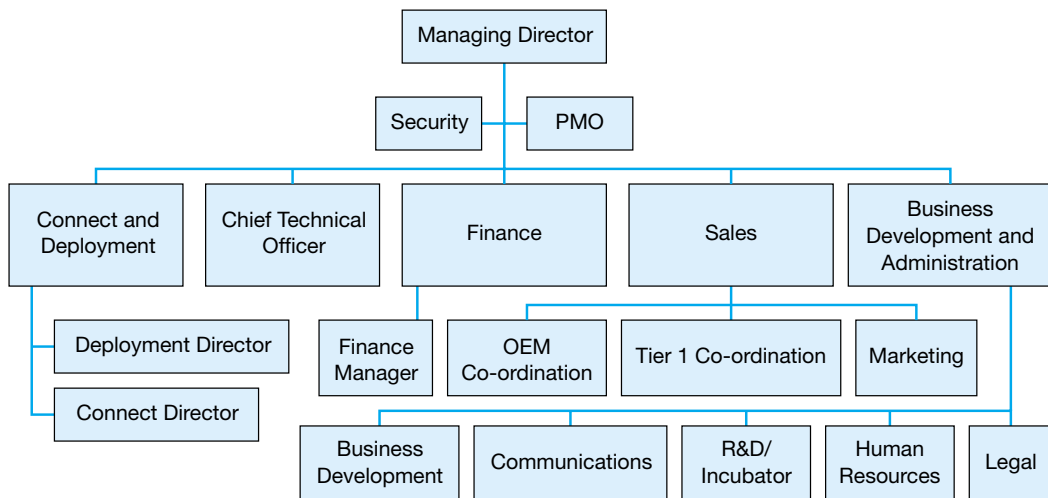 Managing Director
Security
PMO
Connect and
Deployment
Chief Technical
Officer
Finance
Sales
Business
Development and
Administration
Deployment Director
Connect Director
Finance
Manager
OEM
Co-ordination
Tier 1 Co-ordination
Marketing
Business
Development
Communications
R&D/
Incubator
Human
Resources
Legal